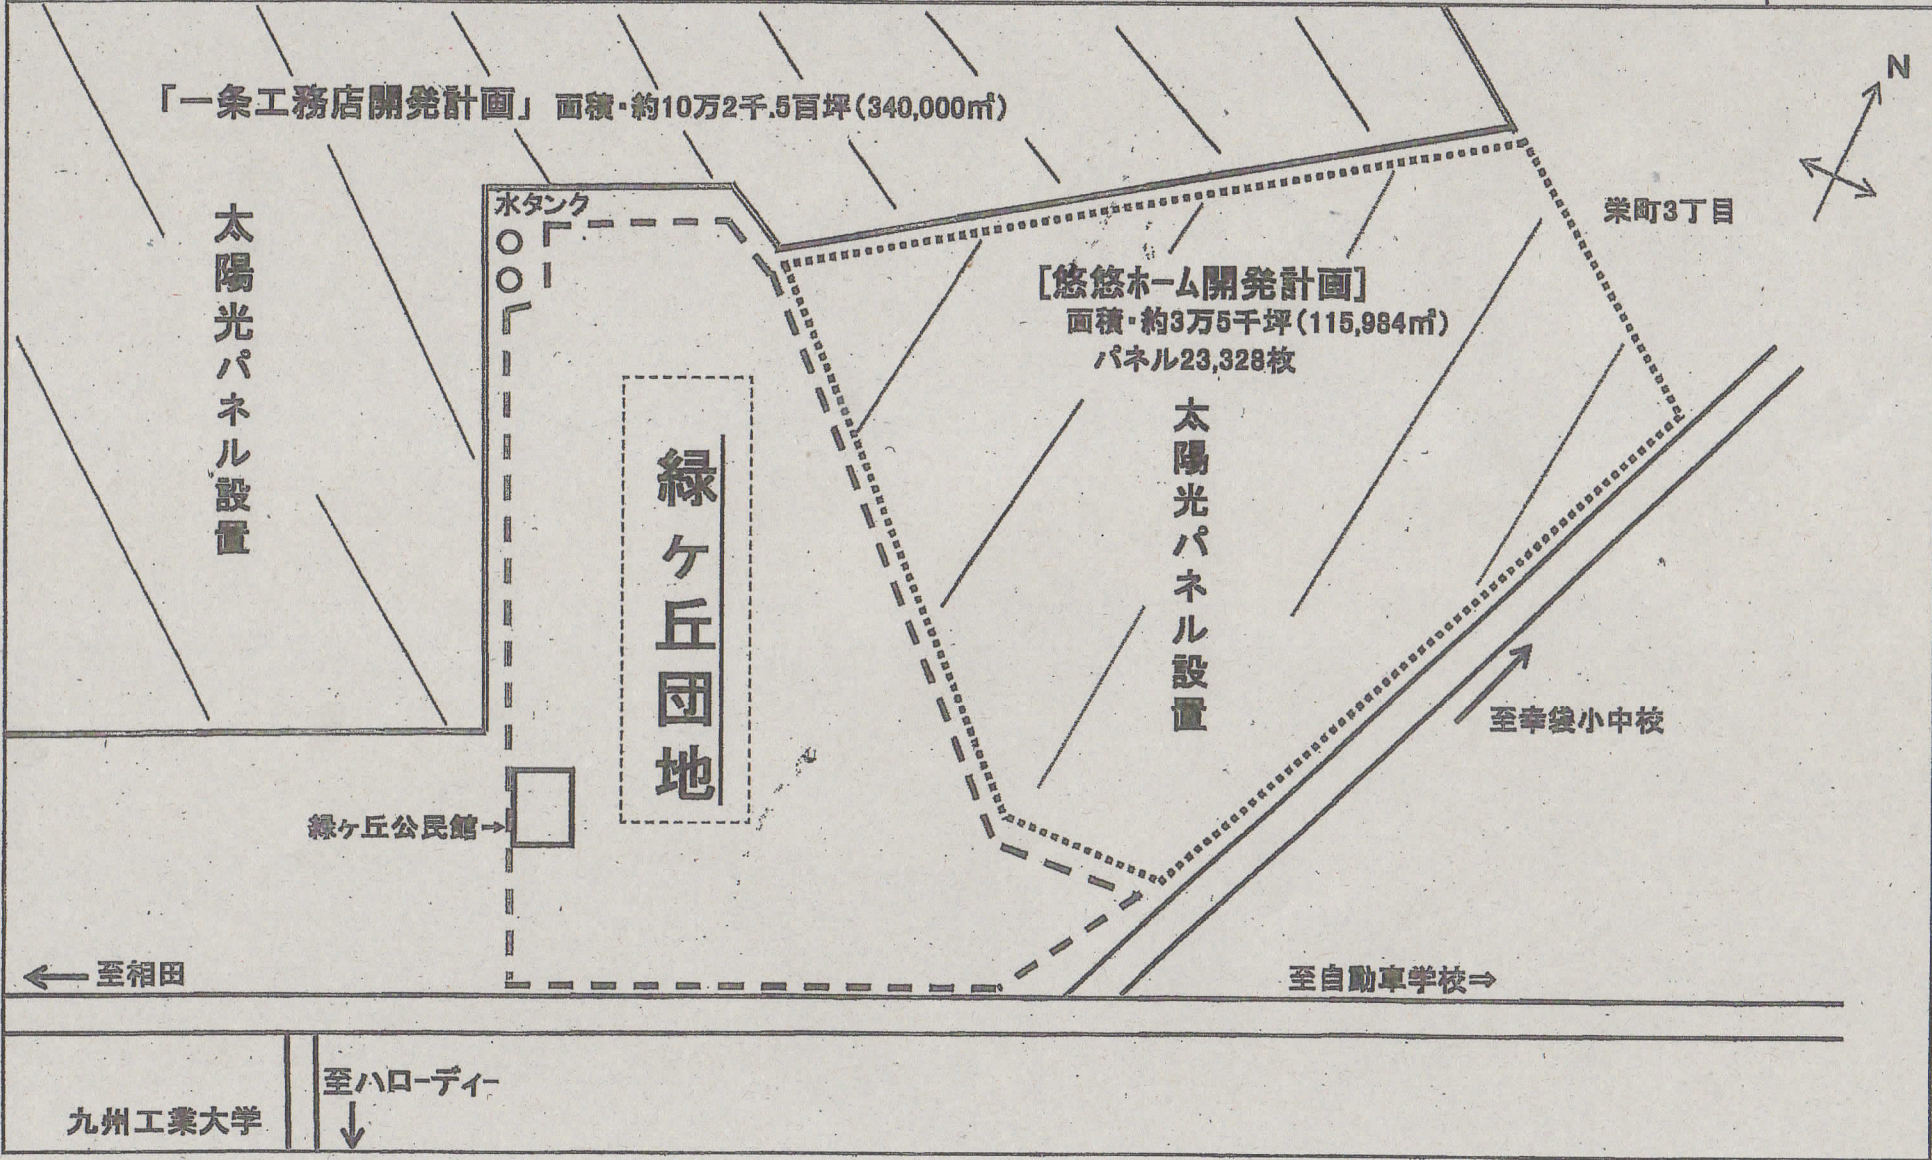 「一条工務店開発計画」 面積・約10万2千.5百坪(340,000㎡)
N
水タンク
栄町3丁目
太陽光パネル設置
[悠悠ホーム開発計画]
面積・約3万5千坪(115,984㎡)
パネル23,328枚
太陽光パネル設置
緑ヶ丘団地
至幸袋小中校
緑ヶ丘公民館→
←至相田
至自動車学校⇒
至ハローディー
↓
九州工業大学